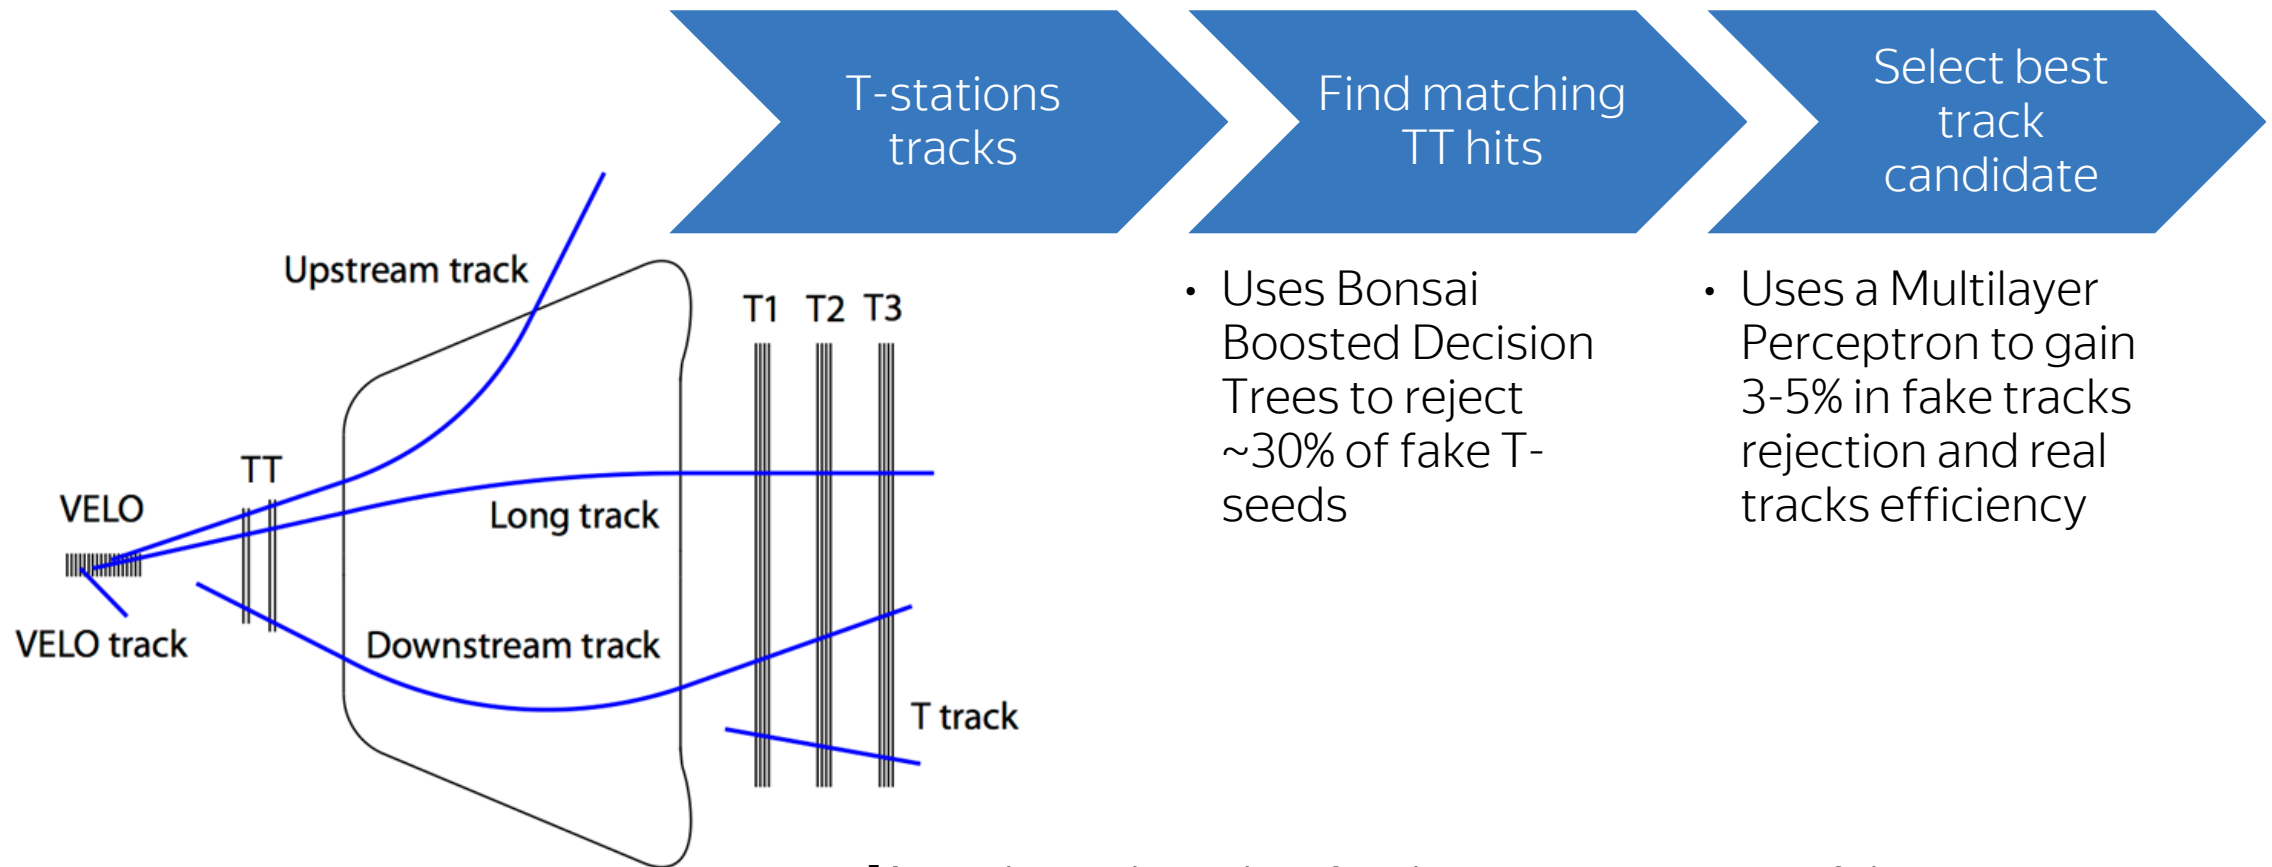 T-stations
tracks
Find matching
TT hits
Select best
track
candidate
• Uses Bonsai
Boosted Decision
Trees to reject
~30% of fake T-
seeds
• Uses a Multilayer
Perceptron to gain
3-5% in fake tracks
rejection and real
tracks efficiency
Upstream track
T1 T2 T3
TT
VELO
Long track
VELO track
Downstream track
T track